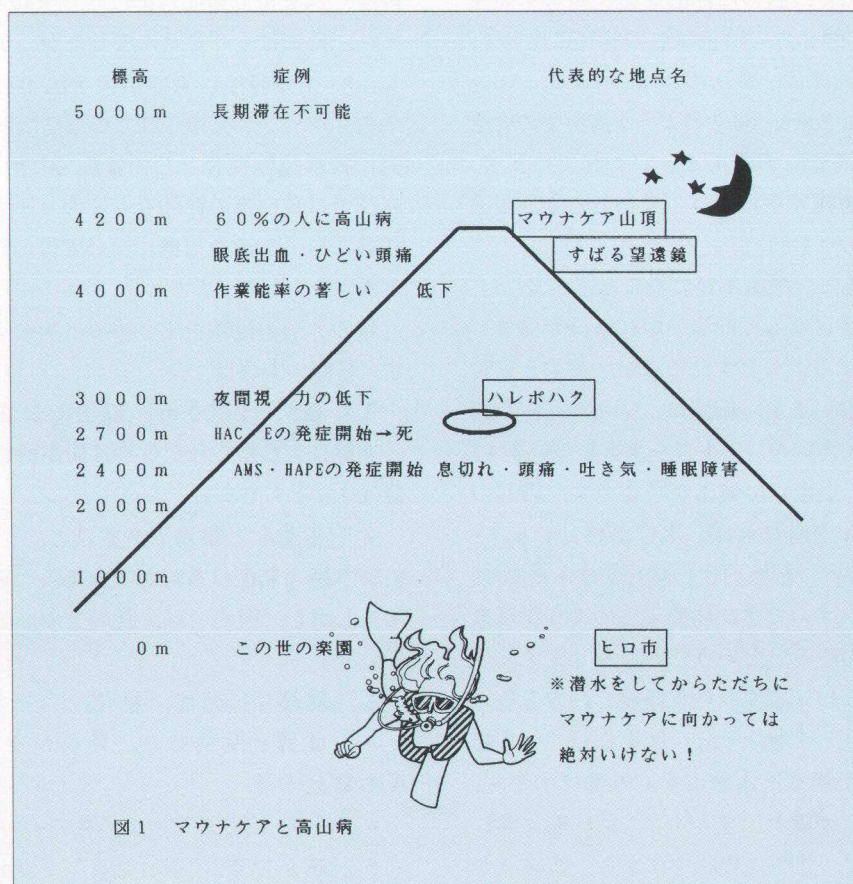 標高 症例 代表的な地点名
5000m 長期滞在不可能
4200m 60%の人に高山病 マウナケア山頂
眼底出血・ひどい頭痛 すばる望遠鏡
4000m 作業能率の著しい 低下
3000m 夜間視 力の低下 ハレポハク
2700m HAC Eの発症開始→死
2400m AMS・HAPEの発症開始 息切れ・頭痛・吐き気・睡眠障害
2000m
1000m
0m この世の楽園 ヒロ市
※潜水をしてからただちに
マウナケアに向かっては
絶対いけない!
図1 マウナケアと高山病